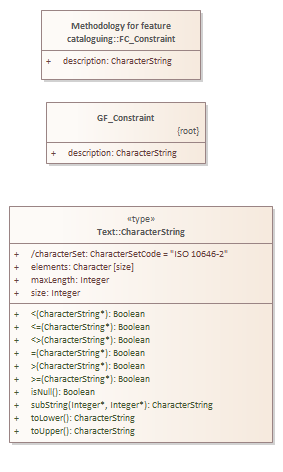 Methodology for feature
cataloguing::FC_Constraint
+ description: CharacterString
GF_Constraint
{root}
+ description: CharacterString
«type»
Text::CharacterString
+ /characterSet: CharacterSetCode = "ISO 10646-2"
+ elements: Character [size]
+ maxLength: Integer
+ size: Integer
+ <(CharacterString*): Boolean
+ <=(CharacterString*): Boolean
+ <>(CharacterString*): Boolean
+ =(CharacterString*): Boolean
+ >(CharacterString*): Boolean
+ >=(CharacterString*): Boolean
+ isNull(): Boolean
+ subString(Integer*, Integer*): CharacterString
+ toLower(): CharacterString
+ toUpper(): CharacterString